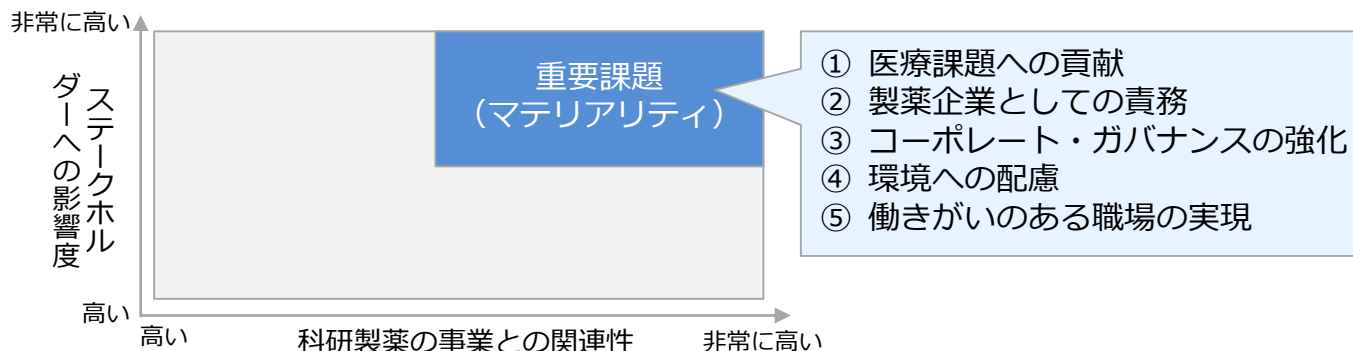 非常に高い
ステークホル
ダーへの影響度
高い
重要課題
（マテリアリティ）
① 医療課題への貢献
② 製薬企業としての責務
③ コーポレート・ガバナンスの強化
④ 環境への配慮
⑤ 働きがいのある職場の実現
高い
科研製薬の事業との関連性
非常に高い